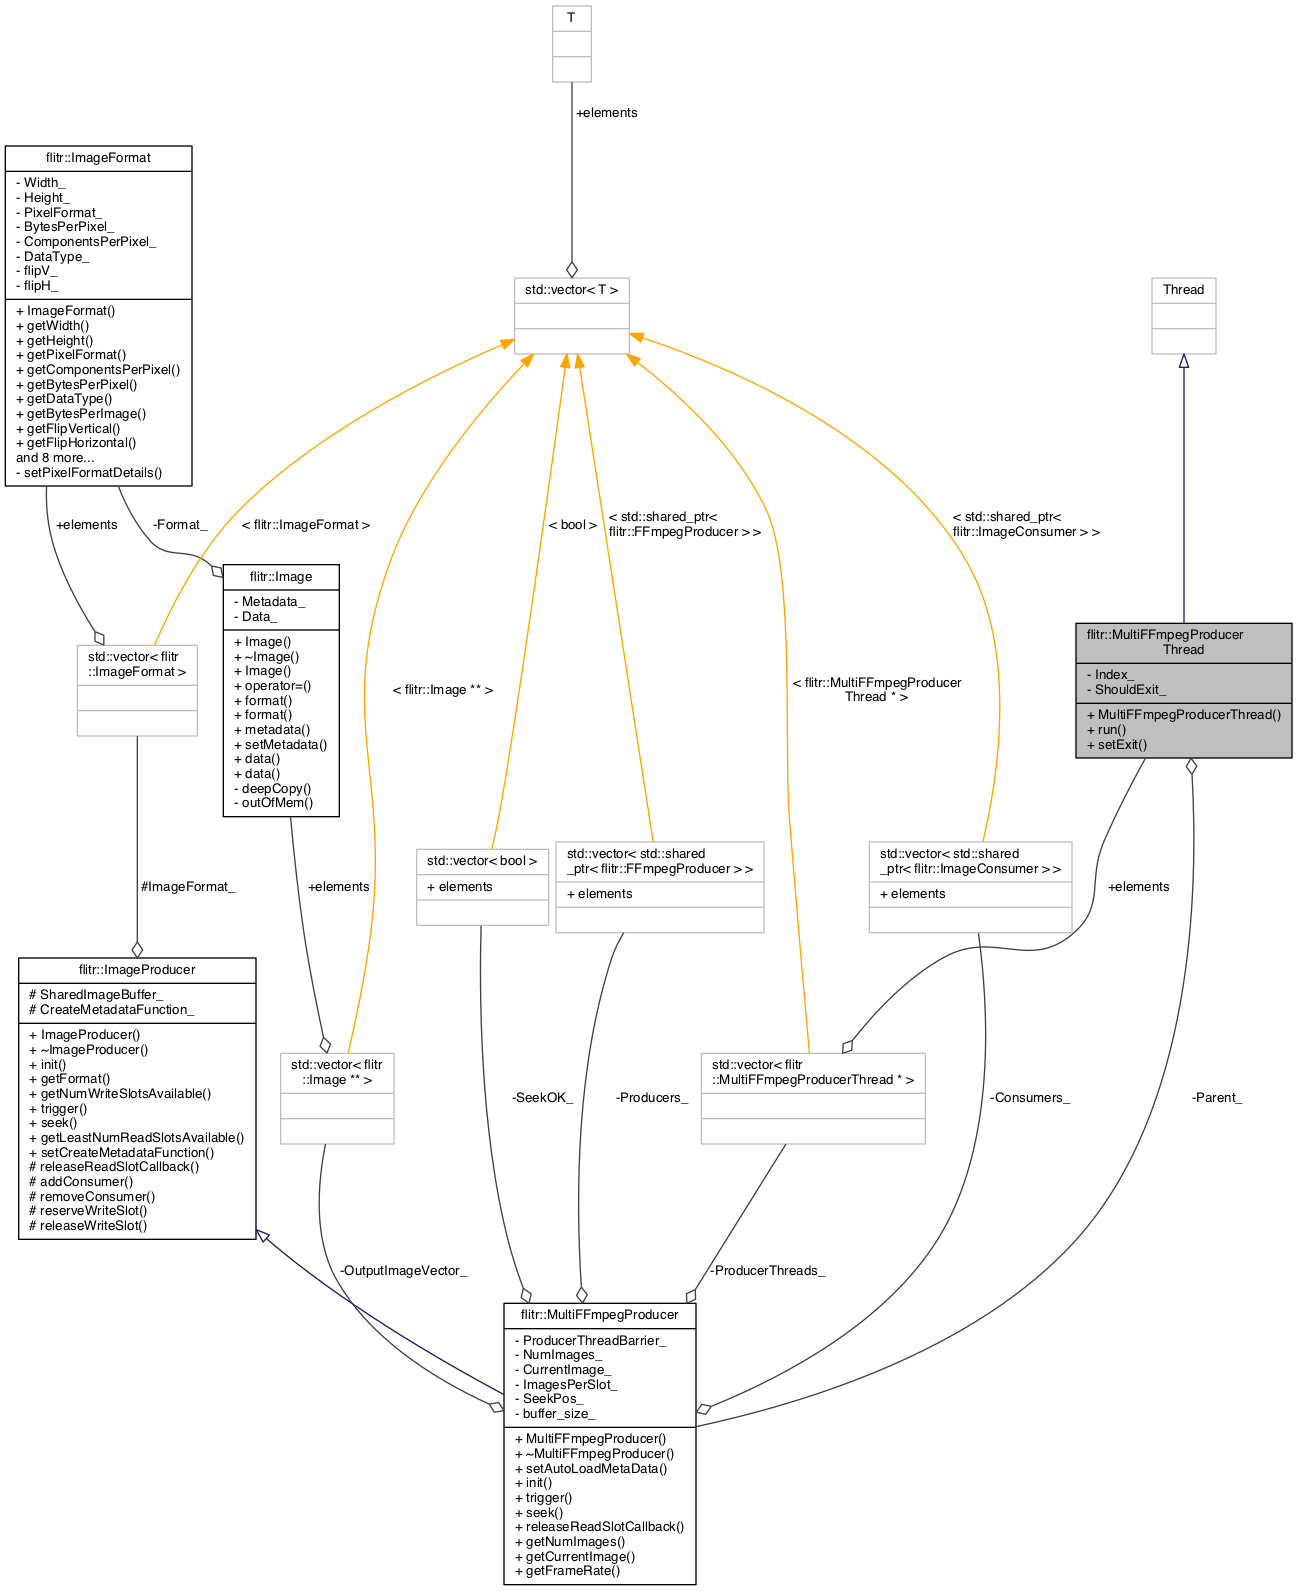 T
+elements
flitr::ImageFormat
- Width_
- Height_
- PixelFormat_
- BytesPerPixel_
- ComponentsPerPixel_
- DataType_
- flipV_
- flipH_
+ ImageFormat()
+ getWidth()
+ getHeight()
+ getPixelFormat()
+ getComponentsPerPixel()
+ getBytesPerPixel()
+ getDataType()
+ getBytesPerImage()
+ getFlipVertical()
+ getFlipHorizontal()
and 8 more...
- setPixelFormatDetails()
std::vector< T >
Thread
+elements
-Format_
< flitr::ImageFormat >
< bool >
< std::shared_ptr<
flitr::FFmpegProducer > >
< std::shared_ptr<
flitr::ImageConsumer > >
flitr::Image
- Metadata_
- Data_
+ Image()
+ ~Image()
+ Image()
+ operator=()
+ format()
+ format()
+ metadata()
+ setMetadata()
+ data()
+ data()
- deepCopy()
- outOfMem()
std::vector< flitr
::ImageFormat >
< flitr::Image ** >
< flitr::MultiFFmpegProducer
Thread * >
flitr::MultiFFmpegProducer
Thread
- Index_
- ShouldExit_
+ MultiFFmpegProducerThread()
+ run()
+ setExit()
#ImageFormat_
+elements
std::vector< bool >
+ elements
std::vector< std::shared
_ptr< flitr::FFmpegProducer > >
+ elements
std::vector< std::shared
_ptr< flitr::ImageConsumer > >
+ elements
+elements
flitr::ImageProducer
# SharedImageBuffer_
# CreateMetadataFunction_
+ ImageProducer()
+ ~ImageProducer()
+ init()
+ getFormat()
+ getNumWriteSlotsAvailable()
+ trigger()
+ seek()
+ getLeastNumReadSlotsAvailable()
+ setCreateMetadataFunction()
# releaseReadSlotCallback()
# addConsumer()
# removeConsumer()
# reserveWriteSlot()
# releaseWriteSlot()
std::vector< flitr
::Image ** >
std::vector< flitr
::MultiFFmpegProducerThread * >
-SeekOK_
-Producers_
-Consumers_
-Parent_
-OutputImageVector_
-ProducerThreads_
flitr::MultiFFmpegProducer
- ProducerThreadBarrier_
- NumImages_
- CurrentImage_
- ImagesPerSlot_
- SeekPos_
- buffer_size_
+ MultiFFmpegProducer()
+ ~MultiFFmpegProducer()
+ setAutoLoadMetaData()
+ init()
+ trigger()
+ seek()
+ releaseReadSlotCallback()
+ getNumImages()
+ getCurrentImage()
+ getFrameRate()